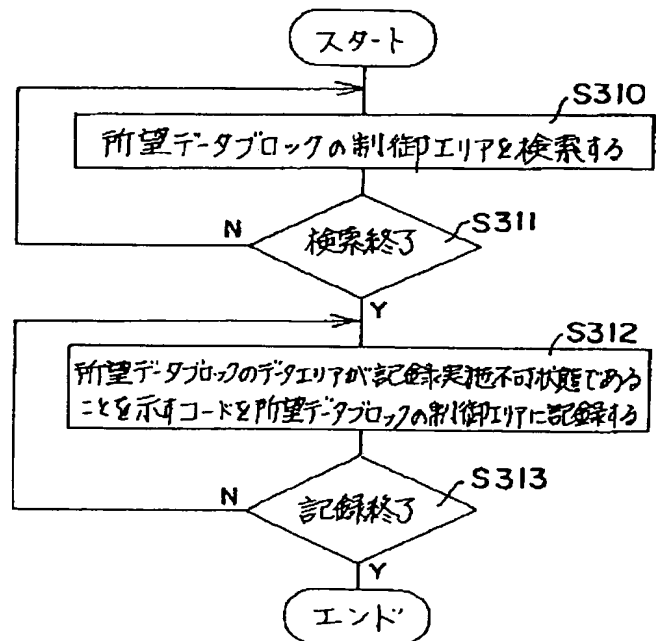 スタート
S310
所望データブロックの制御エリアを検索する
N
S311
検索終了
Y
S312
所望データブロックのデータエリアが記録実施不可状態である
ことを示すコードを所望データブロックの制御エリアに記録する
N
S313
記録終了
Y
エンド